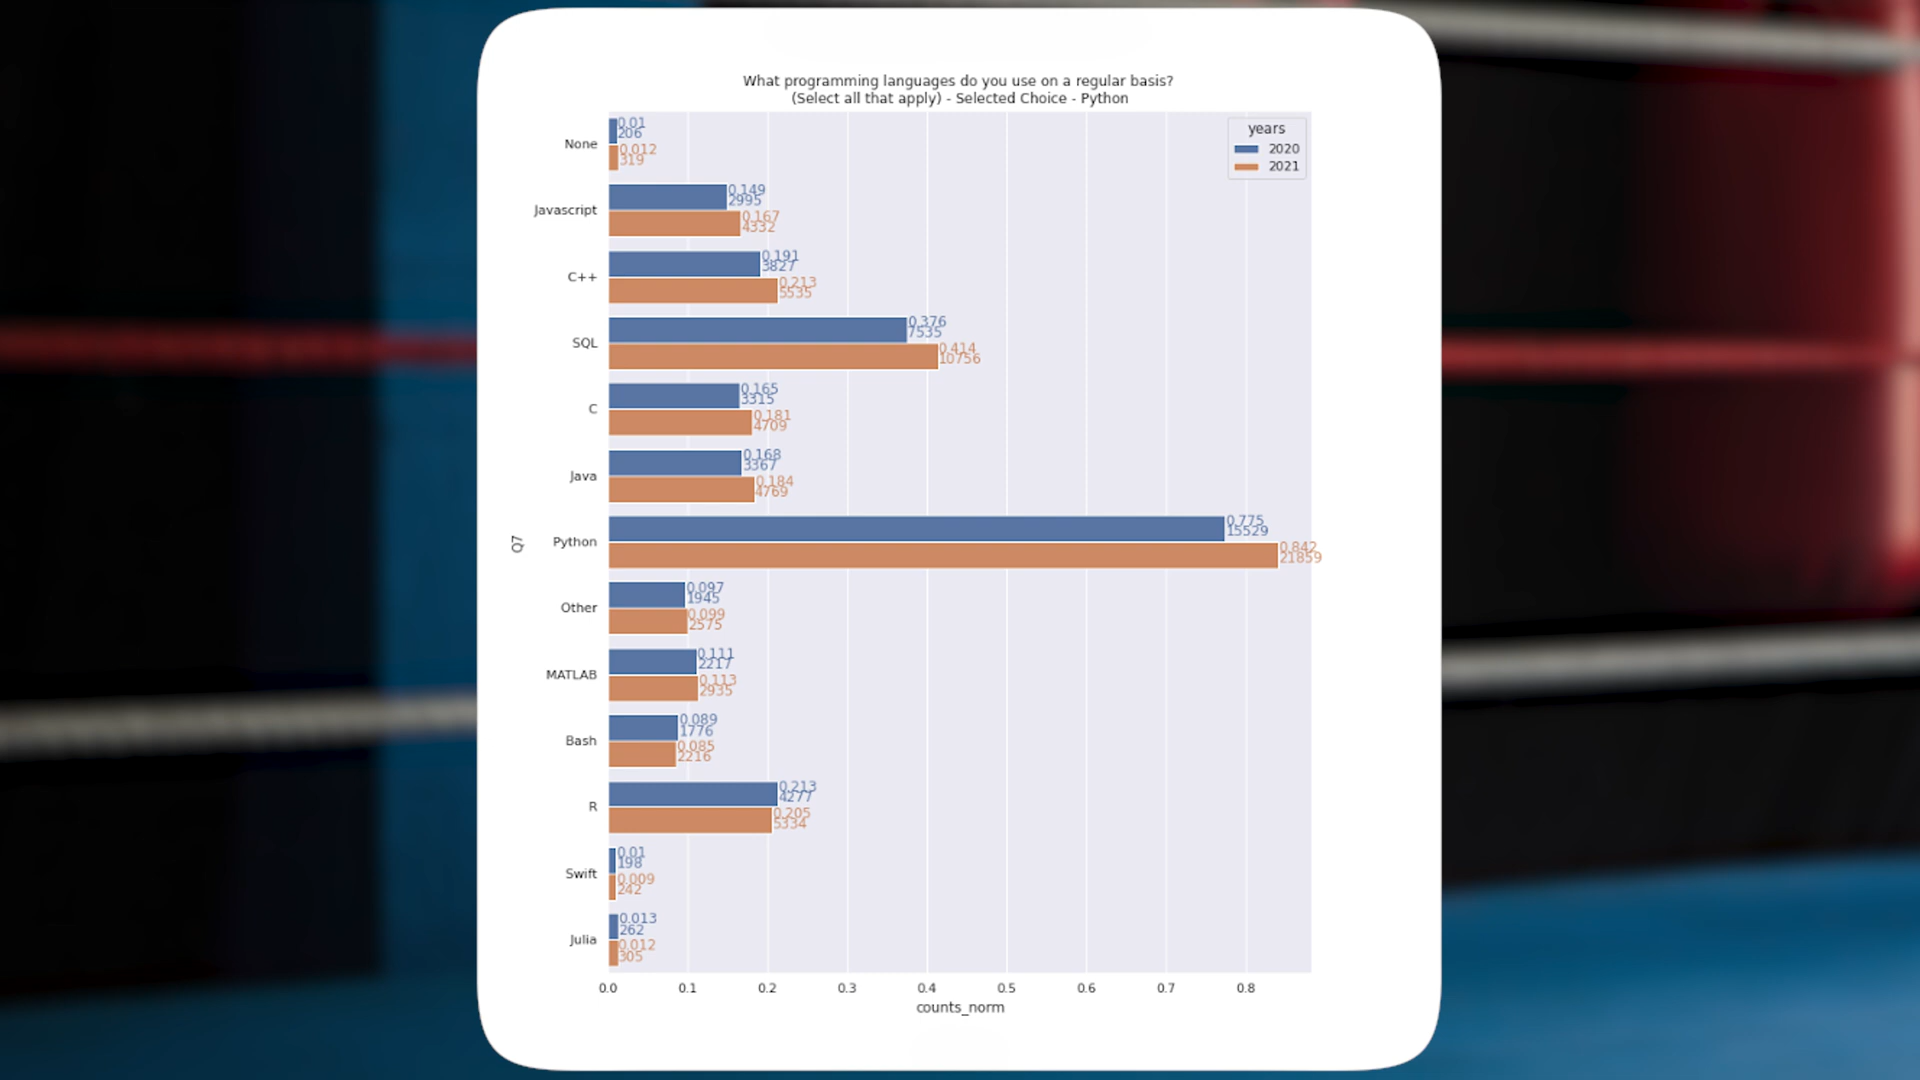 What programming languages do you use on a regular basis?
(Select all that apply) - Selected Choice - Python
years
2020
2021
None
0.01
206
0.012
319
Javascript
0.149
2995
0.167
4332
C++
0.191
3827
0.213
5535
SQL
0.376
7535
0.414
10756
C
0.165
3315
0.181
4709
Java
0.168
3367
0.184
4769
Q7
Python
0.775
15529
0.842
21859
Other
0.097
1945
0.099
2575
MATLAB
0.111
2217
0.113
2935
Bash
0.089
1776
0.085
2216
R
0.213
4277
0.205
5334
Swift
0.01
198
0.009
242
Julia
0.013
262
0.012
305
0.0 0.1 0.2 0.3 0.4 0.5 0.6 0.7 0.8
counts_norm